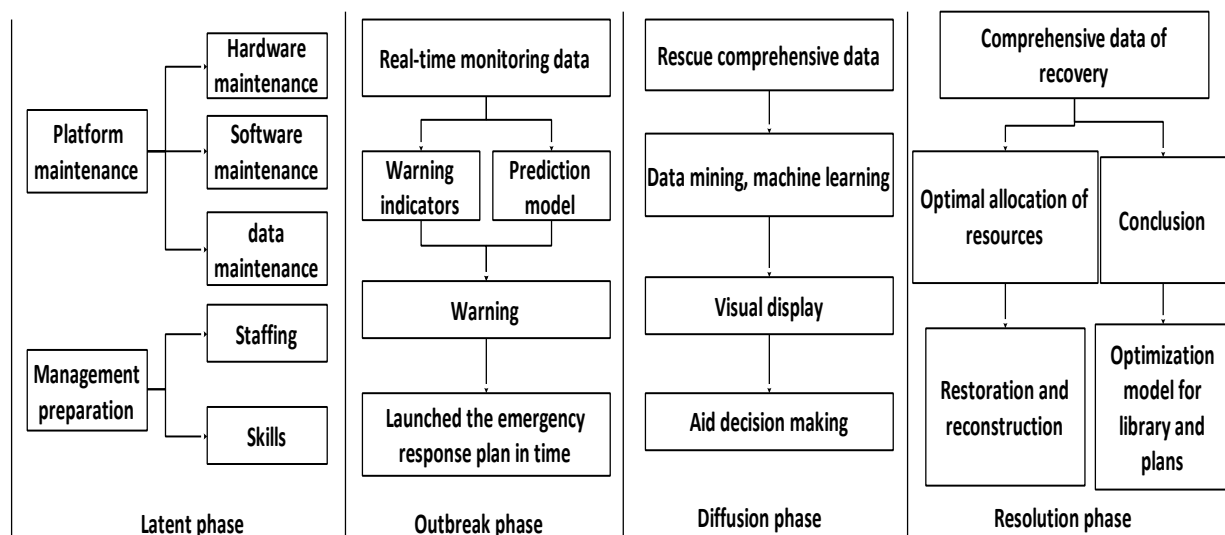 Platform
maintenance
Hardware
maintenance
Software
maintenance
data
maintenance
Management
preparation
Staffing
Skills
Latent phase
Real-time monitoring data
Warning
indicators
Prediction
model
Warning
Launched the emergency
response plan in time
Outbreak phase
Rescue comprehensive data
Data mining, machine learning
Visual display
Aid decision making
Diffusion phase
Comprehensive data of
recovery
Optimal allocation of
resources
Conclusion
Restoration and
reconstruction
Optimization
model for
library and
plans
Resolution phase